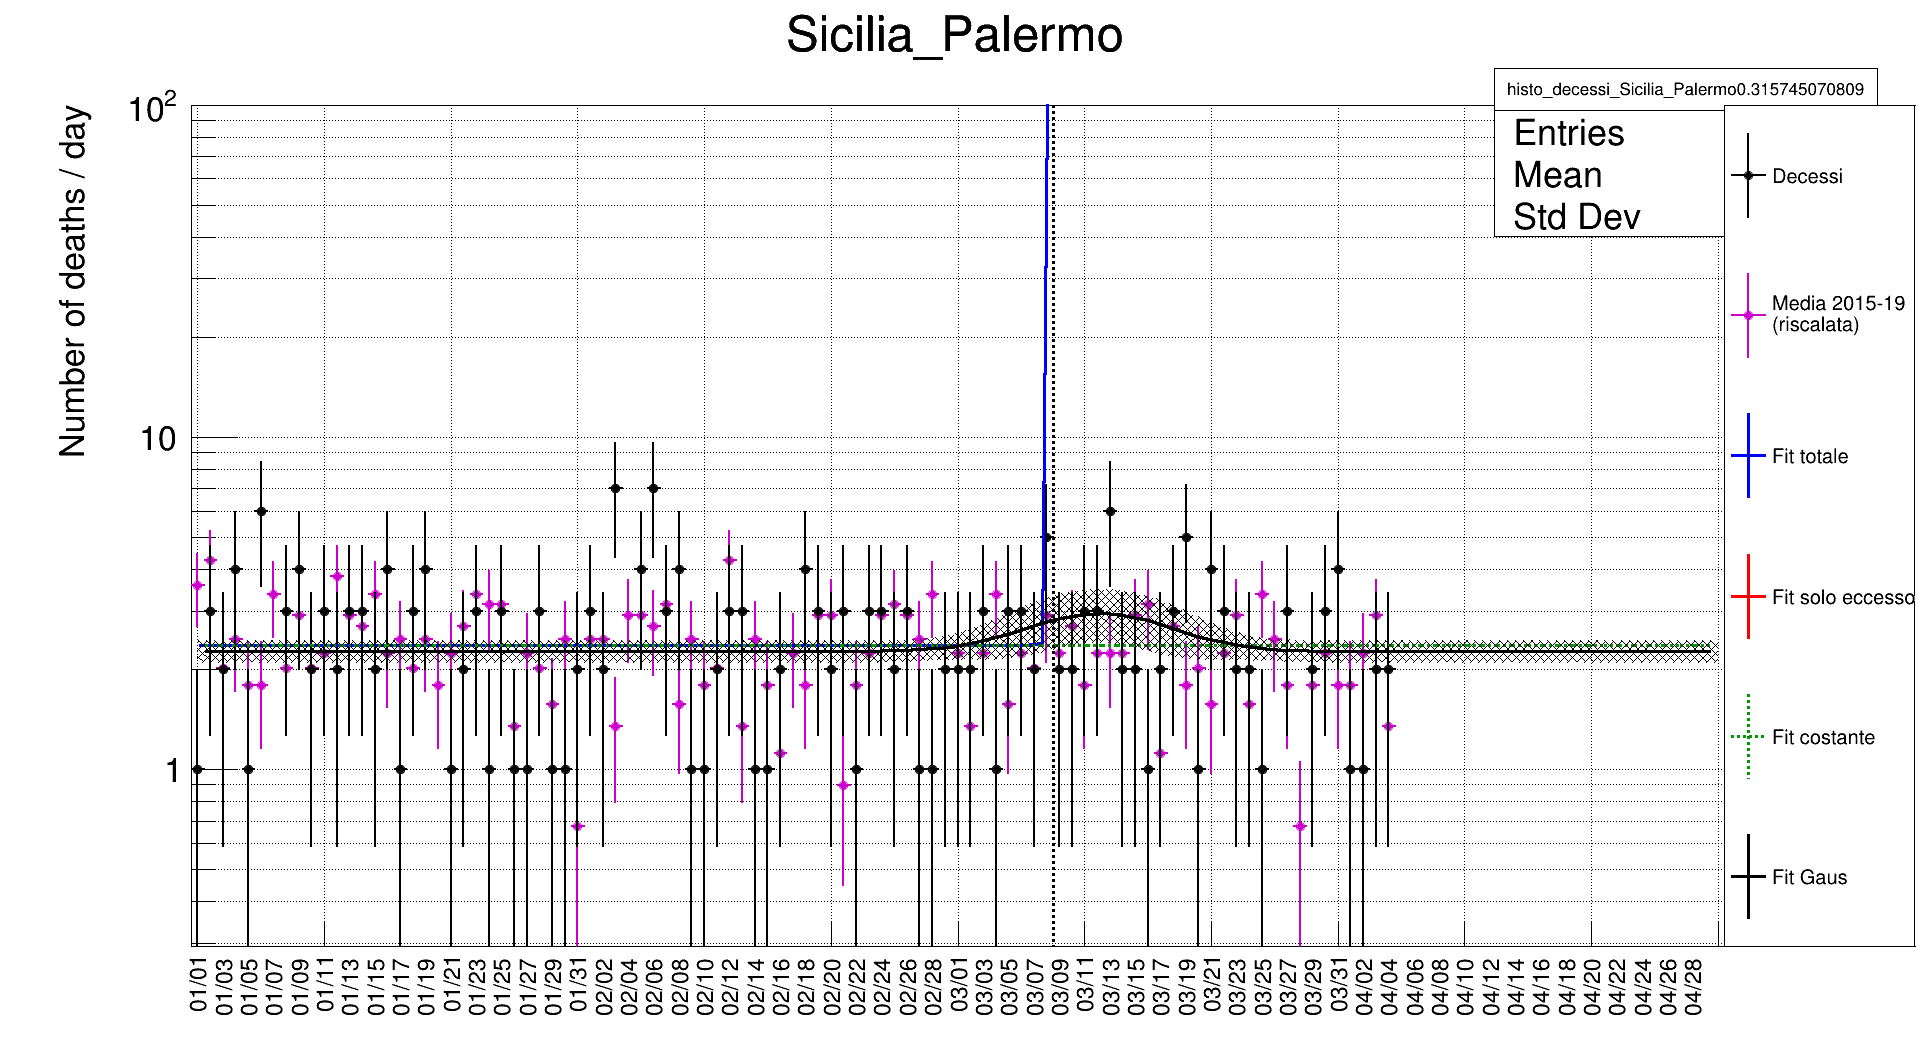 Sicilia_Palermo
histo_decessi_Sicilia_Palermo0.315745070809
Entries
Mean
Std Dev
Number of deaths / day
10²
10
1
Decessi
Media 2015-19
(riscalata)
Fit totale
Fit solo eccesso
Fit costante
Fit Gaus
01/01 01/03 01/05 01/07 01/09 01/11 01/13 01/15 01/17 01/19 01/21 01/23 01/25 01/27 01/29 01/31 02/02 02/04 02/06 02/08 02/10 02/12 02/14 02/16 02/18 02/20 02/22 02/24 02/26 02/28 03/01 03/03 03/05 03/07 03/09 03/11 03/13 03/15 03/17 03/19 03/21 03/23 03/25 03/27 03/29 03/31 04/02 04/04 04/06 04/08 04/10 04/12 04/14 04/16 04/18 04/20 04/22 04/24 04/26 04/28